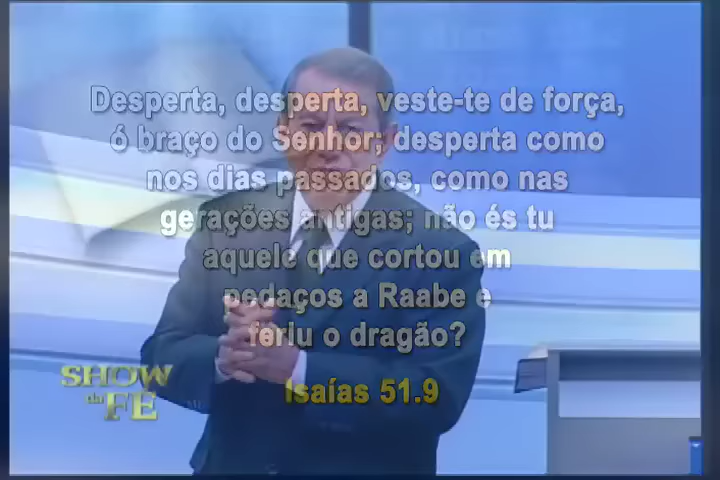 Desperta, desperta, veste-te de força,
ó braço do Senhor; desperta como
nos dias passados, como nas
gerações antigas; não és tu
aquele que cortou em
pedaços a Raabe e
feriu o dragão?
Isaías 51.9
SHOW
da FÉ